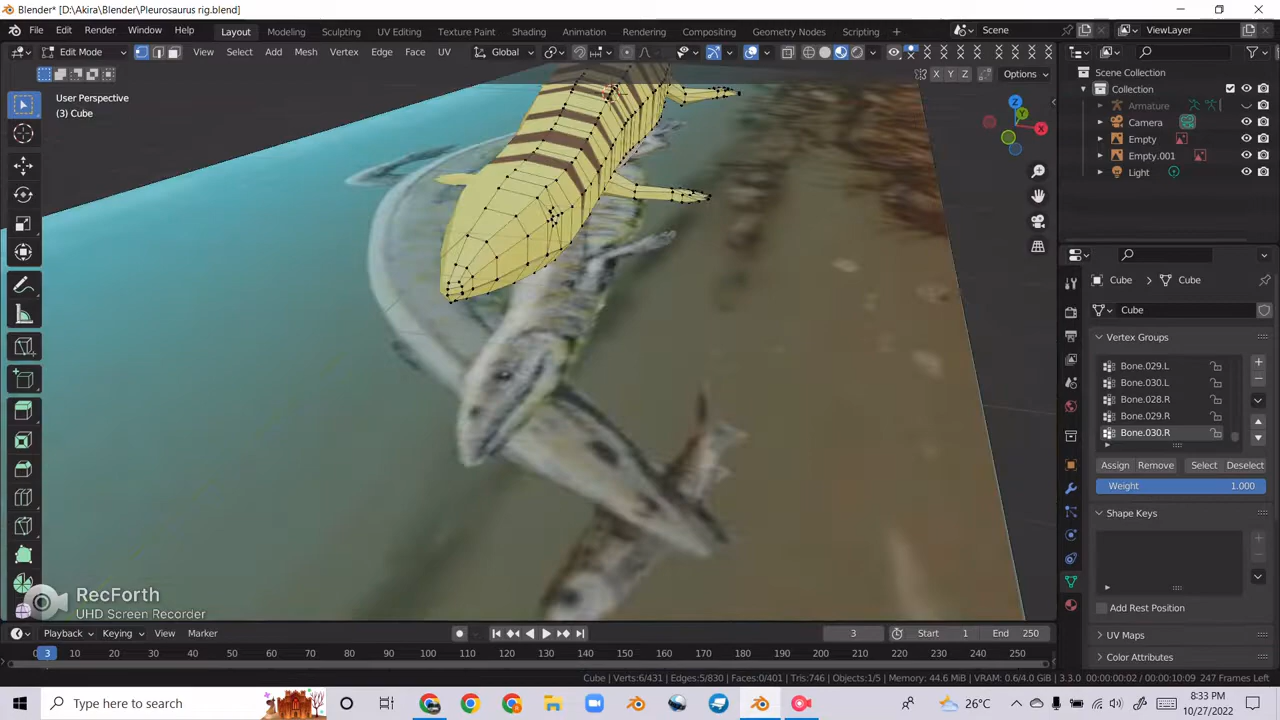 Blender* [D:\Akira\Blender\Pleurosaurus rig.blend]
File Edit Render Window Help Layout Modeling Sculpting UV Editing Texture Paint Shading Animation Rendering Compositing Geometry Nodes Scripting Scene ViewLayer
Edit Mode View Select Add Mesh Vertex Edge Face UV Global
X Y Z Options
User Perspective
(3) Cube
Z
Y
X
Scene Collection
Collection
Armature
Camera
Empty
Empty.001
Light
Cube Cube
Cube
Vertex Groups
Bone.029.L
Bone.030.L
Bone.028.R
Bone.029.R
Bone.030.R
Assign Remove Select Deselect
Weight 1.000
Shape Keys
Add Rest Position
UV Maps
Color Attributes
RecForth
UHD Screen Recorder
Playback Keying View Marker 3 Start 1 End 250
3 10 20 30 40 50 60 70 80 90 100 110 120 130 140 150 160 170 180 190 200 210 220 230 240 250
Cube | Verts:6/431 | Edges:5/830 | Faces:0/401 | Tris:746 | Objects:1/5 | Memory: 44.6 MiB | VRAM: 0.6/4.0 GiB | 3.3.0 00:00:00:02 / 00:00:10:09 247 Frames Left
Type here to search
26°C
8:33 PM
10/27/2022